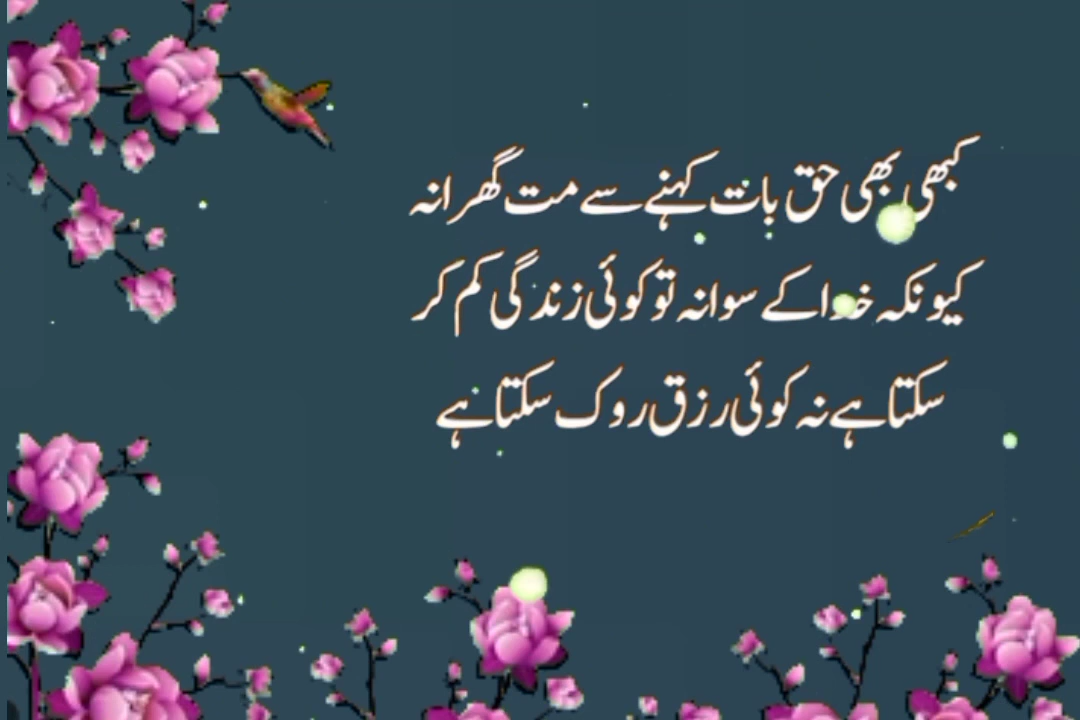 کبھی بھی حق بات کہنے سے مت گھرانہ
کیونکہ خدا کے سوا نہ تو کوئی زندگی کم کر
سکتا ہے نہ کوئی رزق روک سکتا ہے